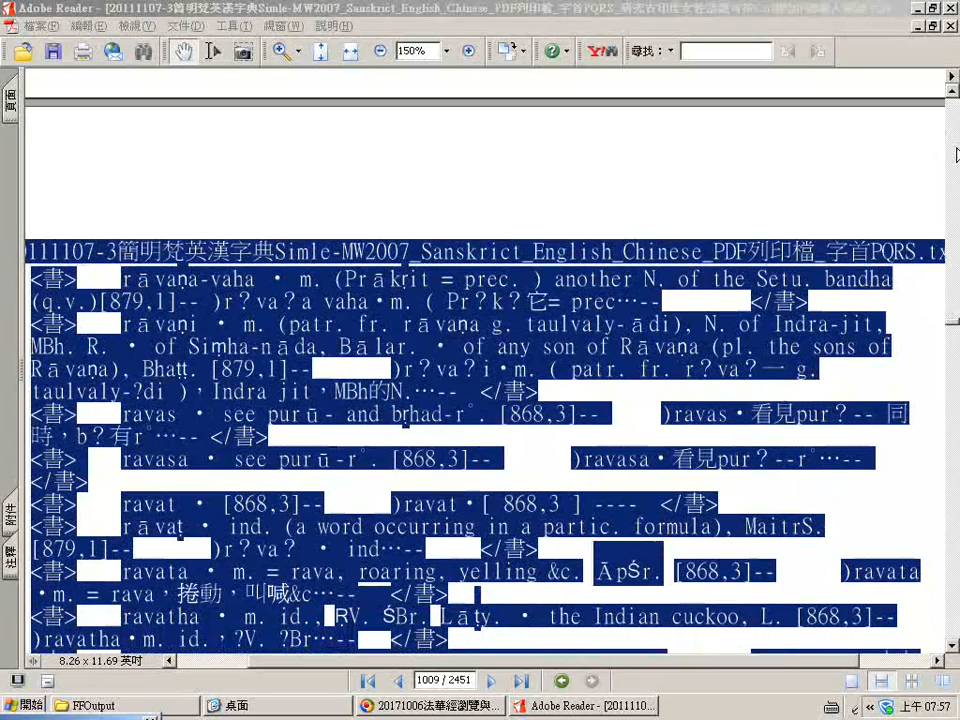 Adobe Reader - [20111107-3簡明梵英漢字典Simle-MW2007_Sanskrict_English_Chinese_PDF列印檔_字首PQRS_
檔案(F) 編輯(E) 檢視(V) 文件(D) 工具(T) 視窗(W) 說明(H)
150% Y! 尋找:
頁面
111107-3簡明梵英漢字典Simle-MW2007_Sanskrict_English_Chinese_PDF列印檔_字首PQRS.tx
<書> rāvaṇa-vaha • m. (Prākṛit = prec. ) another N. of the Setu. bandha
(q.v.)[879,1]-- )r?va?a vaha•m. ( Pr?k?它= prec…-- </書>
<書> rāvaṇi • m. (patr. fr. rāvaṇa g. taulvaly-ādi), N. of Indra-jit,
MBh. R. • of Siṃha-nāda, Bālar. • of any son of Rāvaṇa (pl. the sons of
Rāvaṇa), Bhaṭṭ. [879,1]-- )r?va?i•m. ( patr. fr. r?va?一 g.
taulvaly-?di )，Indra jit，MBh的N.…-- </書>
<書> ravas • see purū- and bṛhad-r˚. [868,3]-- )ravas•看見pur？-- 同
時，b？有r˚…-- </書>
<書> ravasa • see purū-r˚. [868,3]-- )ravasa•看見pur？--r˚…--
</書>
<書> ravat • [868,3]-- )ravat•[ 868,3 ] ---- </書>
<書> rāvaṭ • ind. (a word occurring in a partic. formula), MaitrS.
[879,1]-- )r?va? • ind…-- </書>
<書> ravata • m. = rava, roaring, yelling &c. ĀpŚr. [868,3]-- )ravata
•m. = rava，捲動，叫喊&c…-- </書>
<書> ravatha • m. id., RV. ŚBr. Lāṭy. • the Indian cuckoo, L. [868,3]--
)ravatha•m. id.，?V. ?Br…-- </書>
附件
注釋
8.26 x 11.69 英吋
1009 / 2451
開始 FFOutput 桌面 20171006法華經瀏覽與... Adobe Reader - [2011110... 上午 07:57